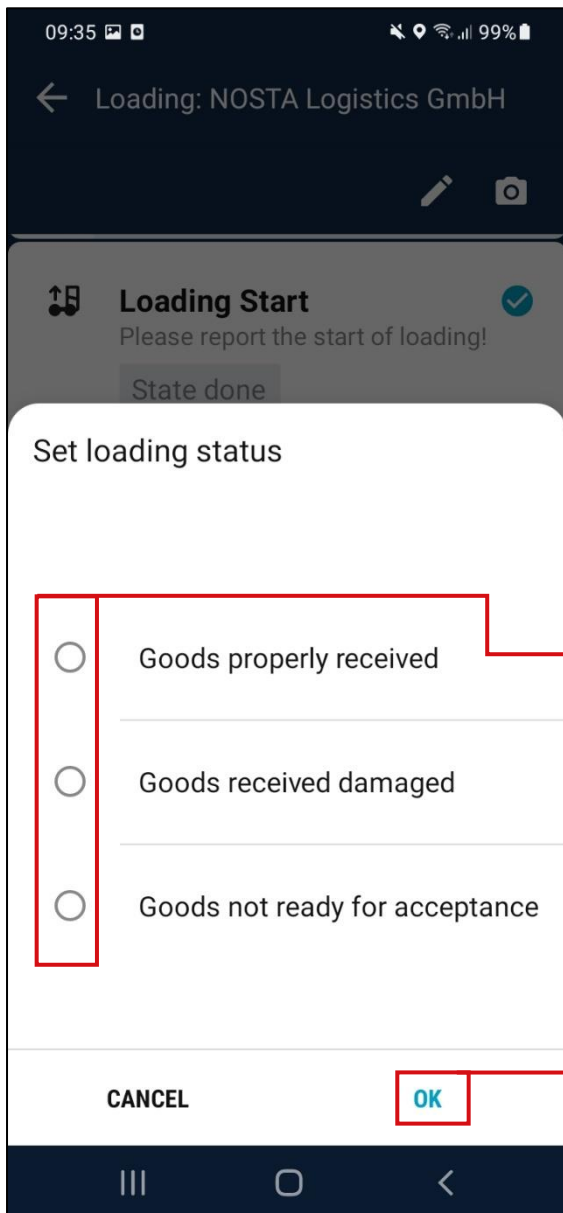 09:35 99%
Loading: NOSTA Logistics GmbH
Loading Start
Please report the start of loading!
State done
Set loading status
Goods properly received
Goods received damaged
Goods not ready for acceptance
CANCEL OK